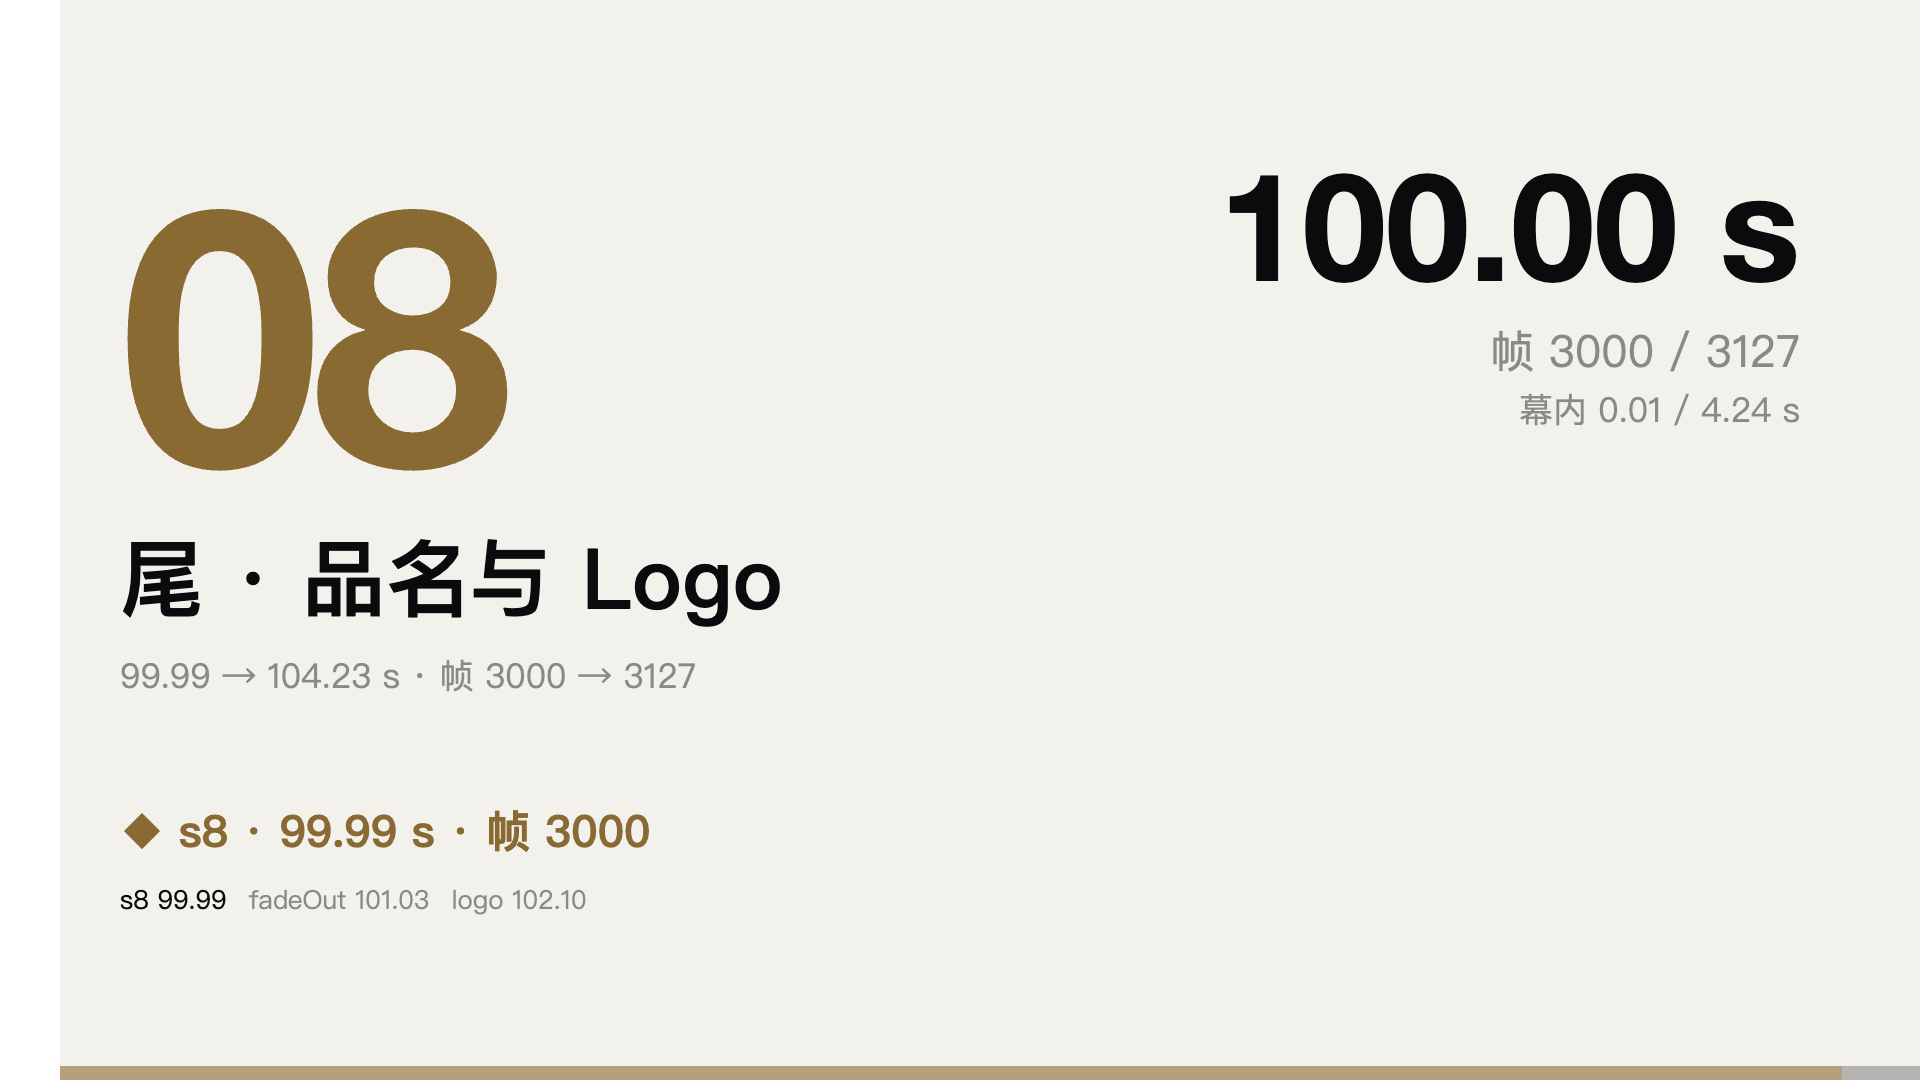 08
尾 · 品名与 Logo
99.99 → 104.23 s · 帧 3000 → 3127
◆ s8 · 99.99 s · 帧 3000
s8 99.99 fadeOut 101.03 logo 102.10
100.00 s
帧 3000 / 3127
幕内 0.01 / 4.24 s